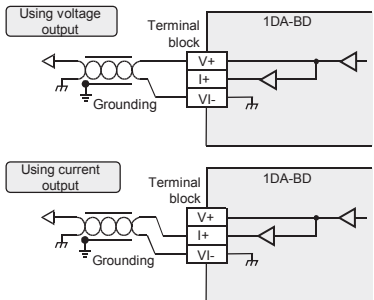 Using voltage
output
Terminal
block
1DA-BD
V+
I+
VI-
Grounding
Using current
output
Terminal
block
1DA-BD
V+
I+
VI-
Grounding